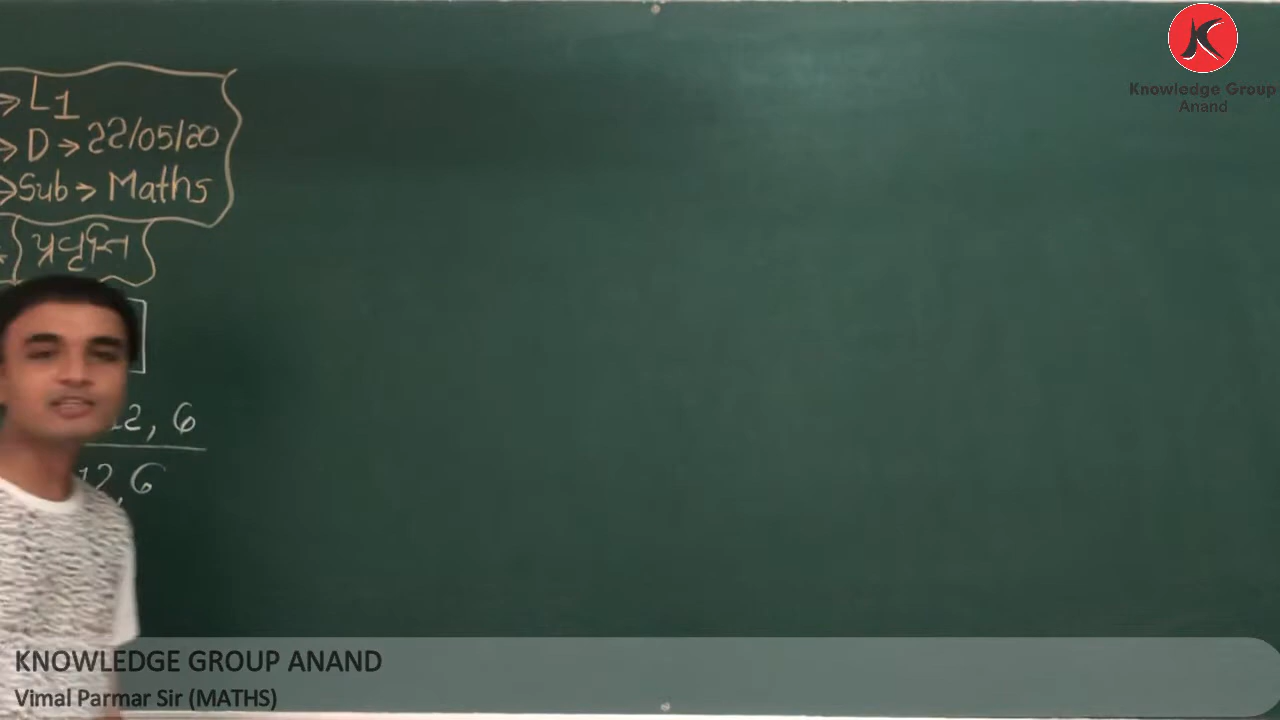 → L1
→ D → 22/05/20
→ Sub → Maths
પ્રવૃત્તિ
12, 6
12, 6
Knowledge Group
Anand
KNOWLEDGE GROUP ANAND
Vimal Parmar Sir (MATHS)